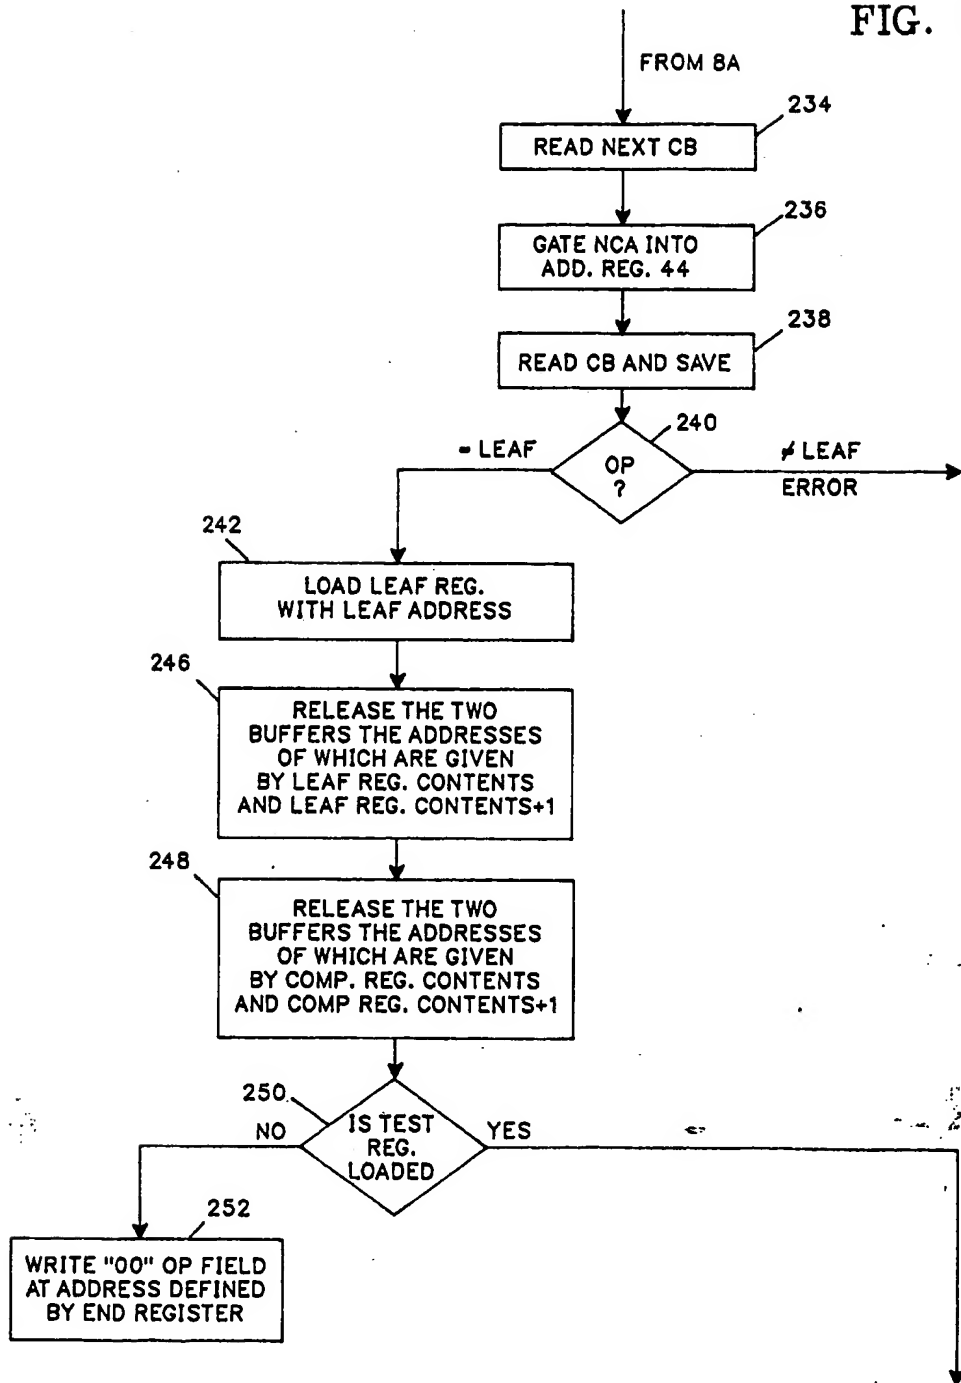 FIG.
FROM 8A
234
READ NEXT CB
236
GATE NCA INTO
ADD. REG. 44
238
READ CB AND SAVE
240
= LEAF
OP
?
≠ LEAF
ERROR
242
LOAD LEAF REG.
WITH LEAF ADDRESS
246
RELEASE THE TWO
BUFFERS THE ADDRESSES
OF WHICH ARE GIVEN
BY LEAF REG. CONTENTS
AND LEAF REG. CONTENTS+1
248
RELEASE THE TWO
BUFFERS THE ADDRESSES
OF WHICH ARE GIVEN
BY COMP. REG. CONTENTS
AND COMP REG. CONTENTS+1
250
NO
IS TEST
REG.
LOADED
YES
252
WRITE "00" OP FIELD
AT ADDRESS DEFINED
BY END REGISTER